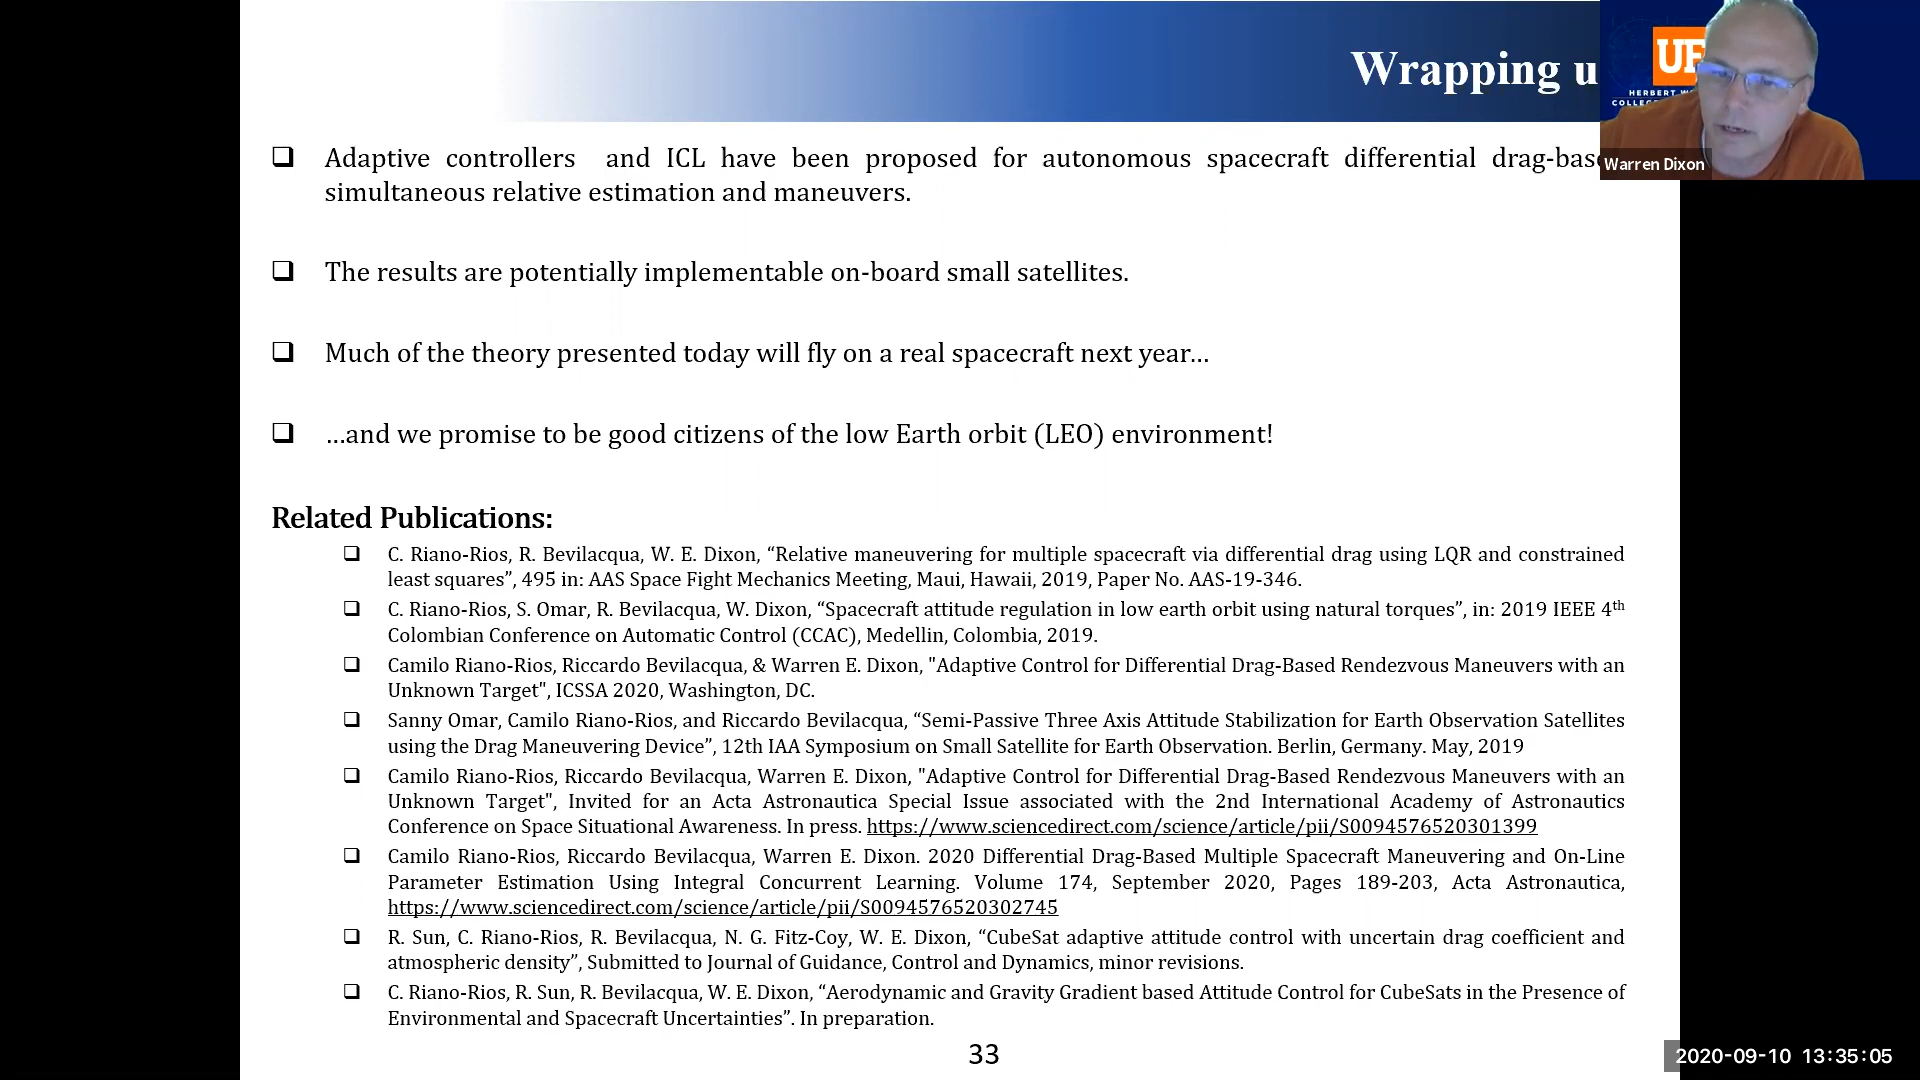 Wrapping u
UF
HERBERT W
COLLEG
Warren Dixon
❑ Adaptive controllers and ICL have been proposed for autonomous spacecraft differential drag-base
simultaneous relative estimation and maneuvers.
❑ The results are potentially implementable on-board small satellites.
❑ Much of the theory presented today will fly on a real spacecraft next year…
❑ …and we promise to be good citizens of the low Earth orbit (LEO) environment!
Related Publications:
❑ C. Riano-Rios, R. Bevilacqua, W. E. Dixon, “Relative maneuvering for multiple spacecraft via differential drag using LQR and constrained
least squares”, 495 in: AAS Space Fight Mechanics Meeting, Maui, Hawaii, 2019, Paper No. AAS-19-346.
❑ C. Riano-Rios, S. Omar, R. Bevilacqua, W. Dixon, “Spacecraft attitude regulation in low earth orbit using natural torques”, in: 2019 IEEE 4th
Colombian Conference on Automatic Control (CCAC), Medellin, Colombia, 2019.
❑ Camilo Riano-Rios, Riccardo Bevilacqua, & Warren E. Dixon, "Adaptive Control for Differential Drag-Based Rendezvous Maneuvers with an
Unknown Target", ICSSA 2020, Washington, DC.
❑ Sanny Omar, Camilo Riano-Rios, and Riccardo Bevilacqua, “Semi-Passive Three Axis Attitude Stabilization for Earth Observation Satellites
using the Drag Maneuvering Device”, 12th IAA Symposium on Small Satellite for Earth Observation. Berlin, Germany. May, 2019
❑ Camilo Riano-Rios, Riccardo Bevilacqua, Warren E. Dixon, "Adaptive Control for Differential Drag-Based Rendezvous Maneuvers with an
Unknown Target", Invited for an Acta Astronautica Special Issue associated with the 2nd International Academy of Astronautics
Conference on Space Situational Awareness. In press. https://www.sciencedirect.com/science/article/pii/S0094576520301399
❑ Camilo Riano-Rios, Riccardo Bevilacqua, Warren E. Dixon. 2020 Differential Drag-Based Multiple Spacecraft Maneuvering and On-Line
Parameter Estimation Using Integral Concurrent Learning. Volume 174, September 2020, Pages 189-203, Acta Astronautica,
https://www.sciencedirect.com/science/article/pii/S0094576520302745
❑ R. Sun, C. Riano-Rios, R. Bevilacqua, N. G. Fitz-Coy, W. E. Dixon, “CubeSat adaptive attitude control with uncertain drag coefficient and
atmospheric density”, Submitted to Journal of Guidance, Control and Dynamics, minor revisions.
❑ C. Riano-Rios, R. Sun, R. Bevilacqua, W. E. Dixon, “Aerodynamic and Gravity Gradient based Attitude Control for CubeSats in the Presence of
Environmental and Spacecraft Uncertainties”. In preparation.
33
2020-09-10 13:35:05